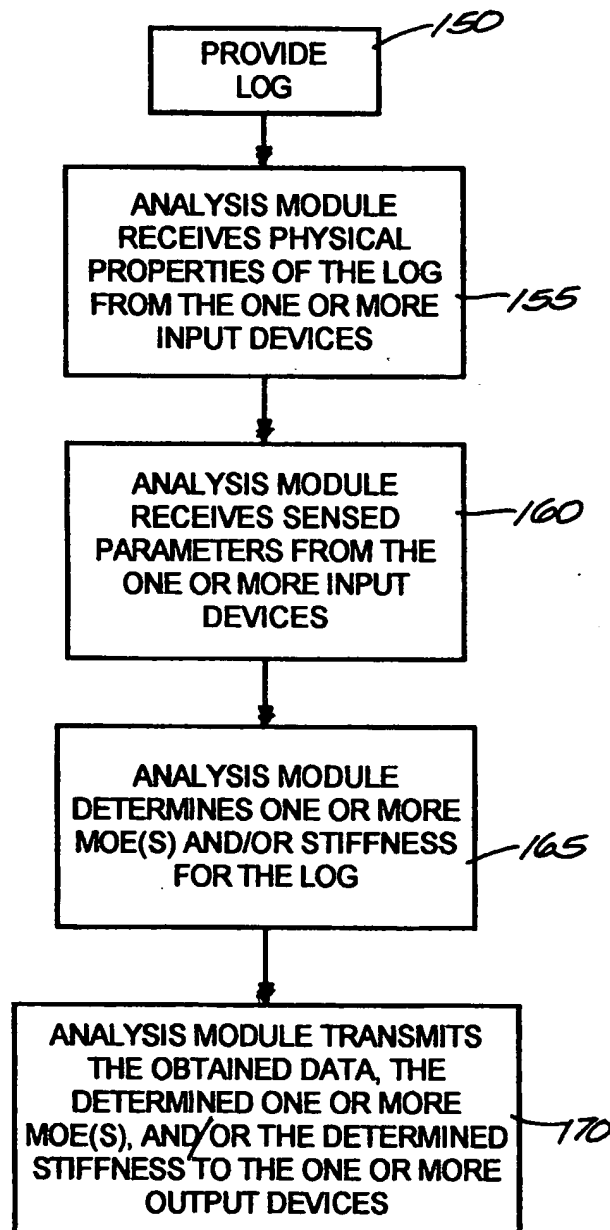 150
PROVIDE
LOG
ANALYSIS MODULE
RECEIVES PHYSICAL
PROPERTIES OF THE LOG
FROM THE ONE OR MORE
INPUT DEVICES
155
ANALYSIS MODULE
RECEIVES SENSED
PARAMETERS FROM THE
ONE OR MORE INPUT
DEVICES
160
ANALYSIS MODULE
DETERMINES ONE OR MORE
MOE(S) AND/OR STIFFNESS
FOR THE LOG
165
ANALYSIS MODULE TRANSMITS
THE OBTAINED DATA, THE
DETERMINED ONE OR MORE
MOE(S), AND/OR THE DETERMINED
STIFFNESS TO THE ONE OR MORE
OUTPUT DEVICES
170